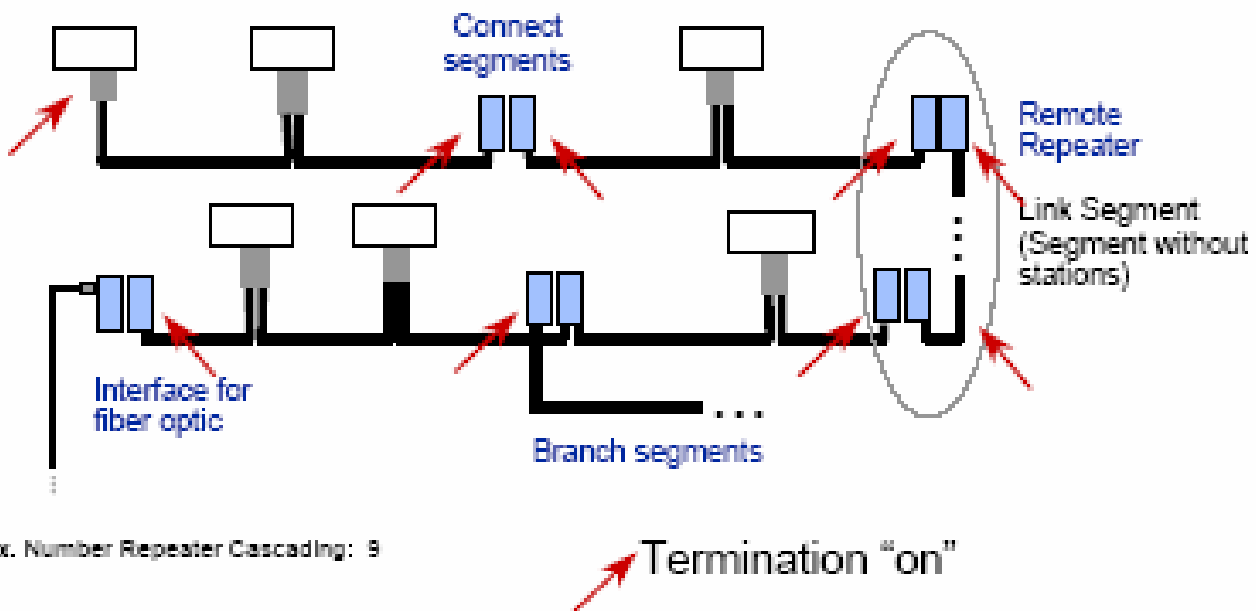 Connect
segments
Remote
Repeater
Link Segment
(Segment without
stations)
Interface for
fiber optic
Branch segments
x. Number Repeater Cascading: 9
Termination "on"